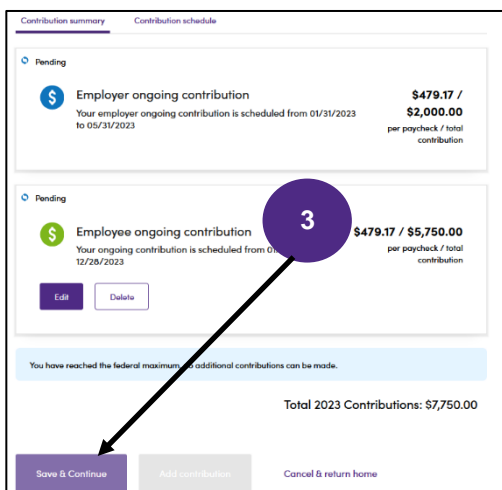 Contribution summary Contribution schedule
Pending
Employer ongoing contribution $479.17 /
Your employer ongoing contribution is scheduled from 01/31/2023 $2,000.00
to 05/31/2023 per paycheck / total
contribution
Pending
3
Employee ongoing contribution $479.17 / $5,750.00
Your ongoing contribution is scheduled from per paycheck / total
12/28/2023 contribution
Edit Delete
You have reached the federal maximum. additional contributions can be made.
Total 2023 Contributions: $7,750.00
Save & Continue Add contribution Cancel & return home